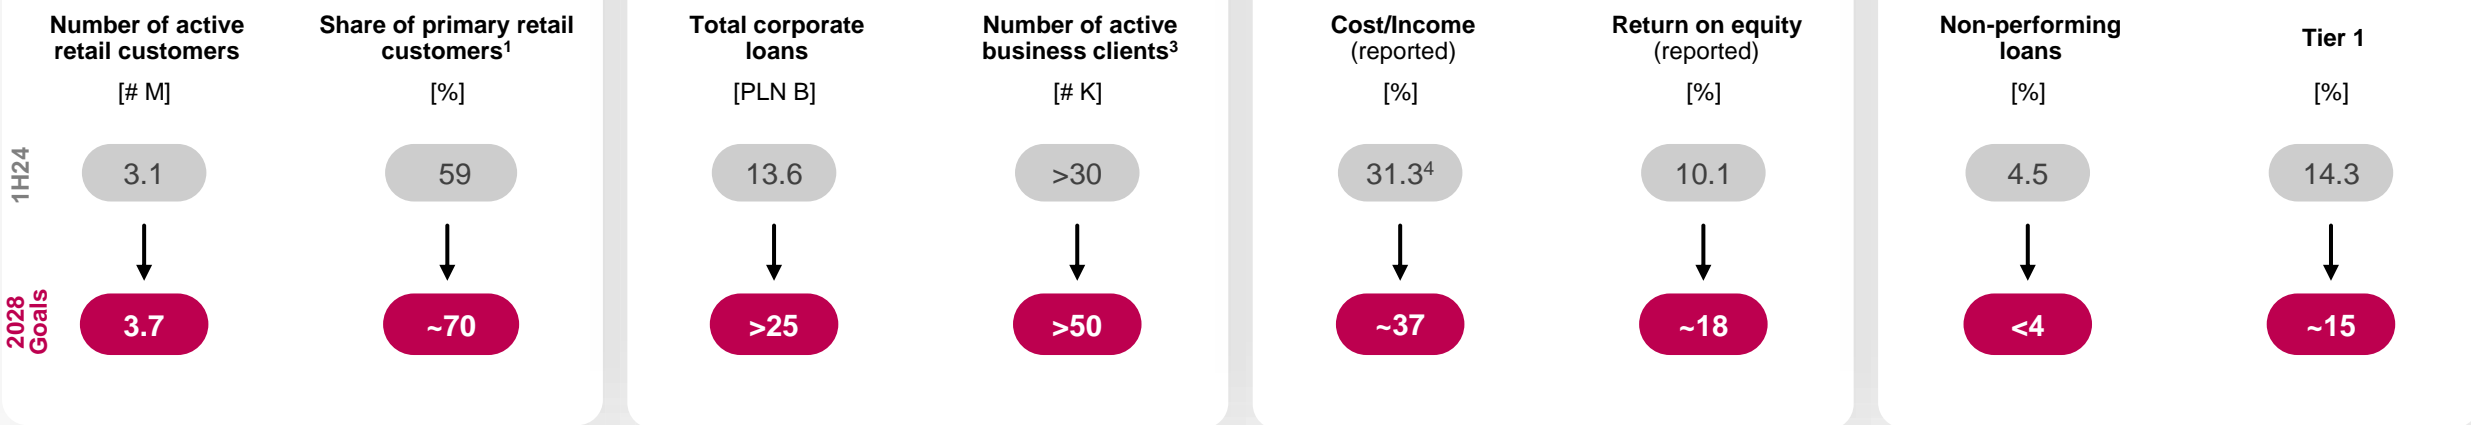 Number of active
retail customers
[# M]
Share of primary retail
customers¹
[%]
Total corporate
loans
[PLN B]
Number of active
business clients³
[# K]
Cost/Income
(reported)
[%]
Return on equity
(reported)
[%]
Non-performing
loans
[%]
Tier 1
[%]
1H24
3.1
59
13.6
>30
31.3⁴
10.1
4.5
14.3
2028
Goals
3.7
~70
>25
>50
~37
~18
<4
~15